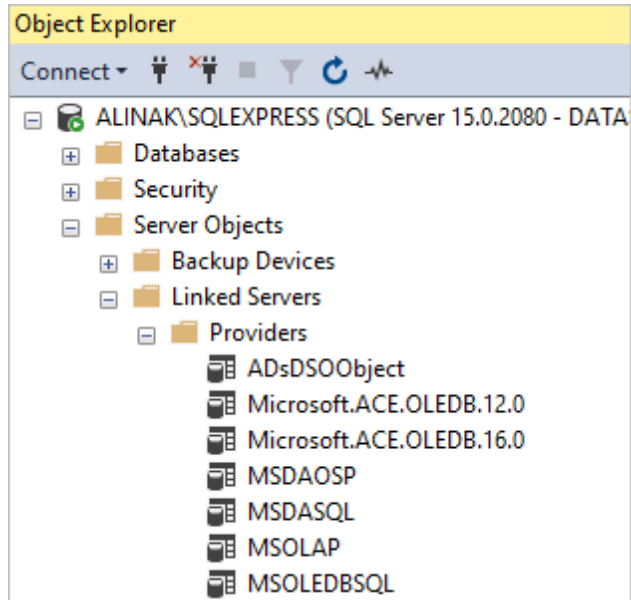 Object Explorer
Connect
ALINAK\SQLEXPRESS (SQL Server 15.0.2080 - DATA
Databases
Security
Server Objects
Backup Devices
Linked Servers
Providers
ADsDSOObject
Microsoft.ACE.OLEDB.12.0
Microsoft.ACE.OLEDB.16.0
MSDAOSP
MSDASQL
MSOLAP
MSOLEDBSQL